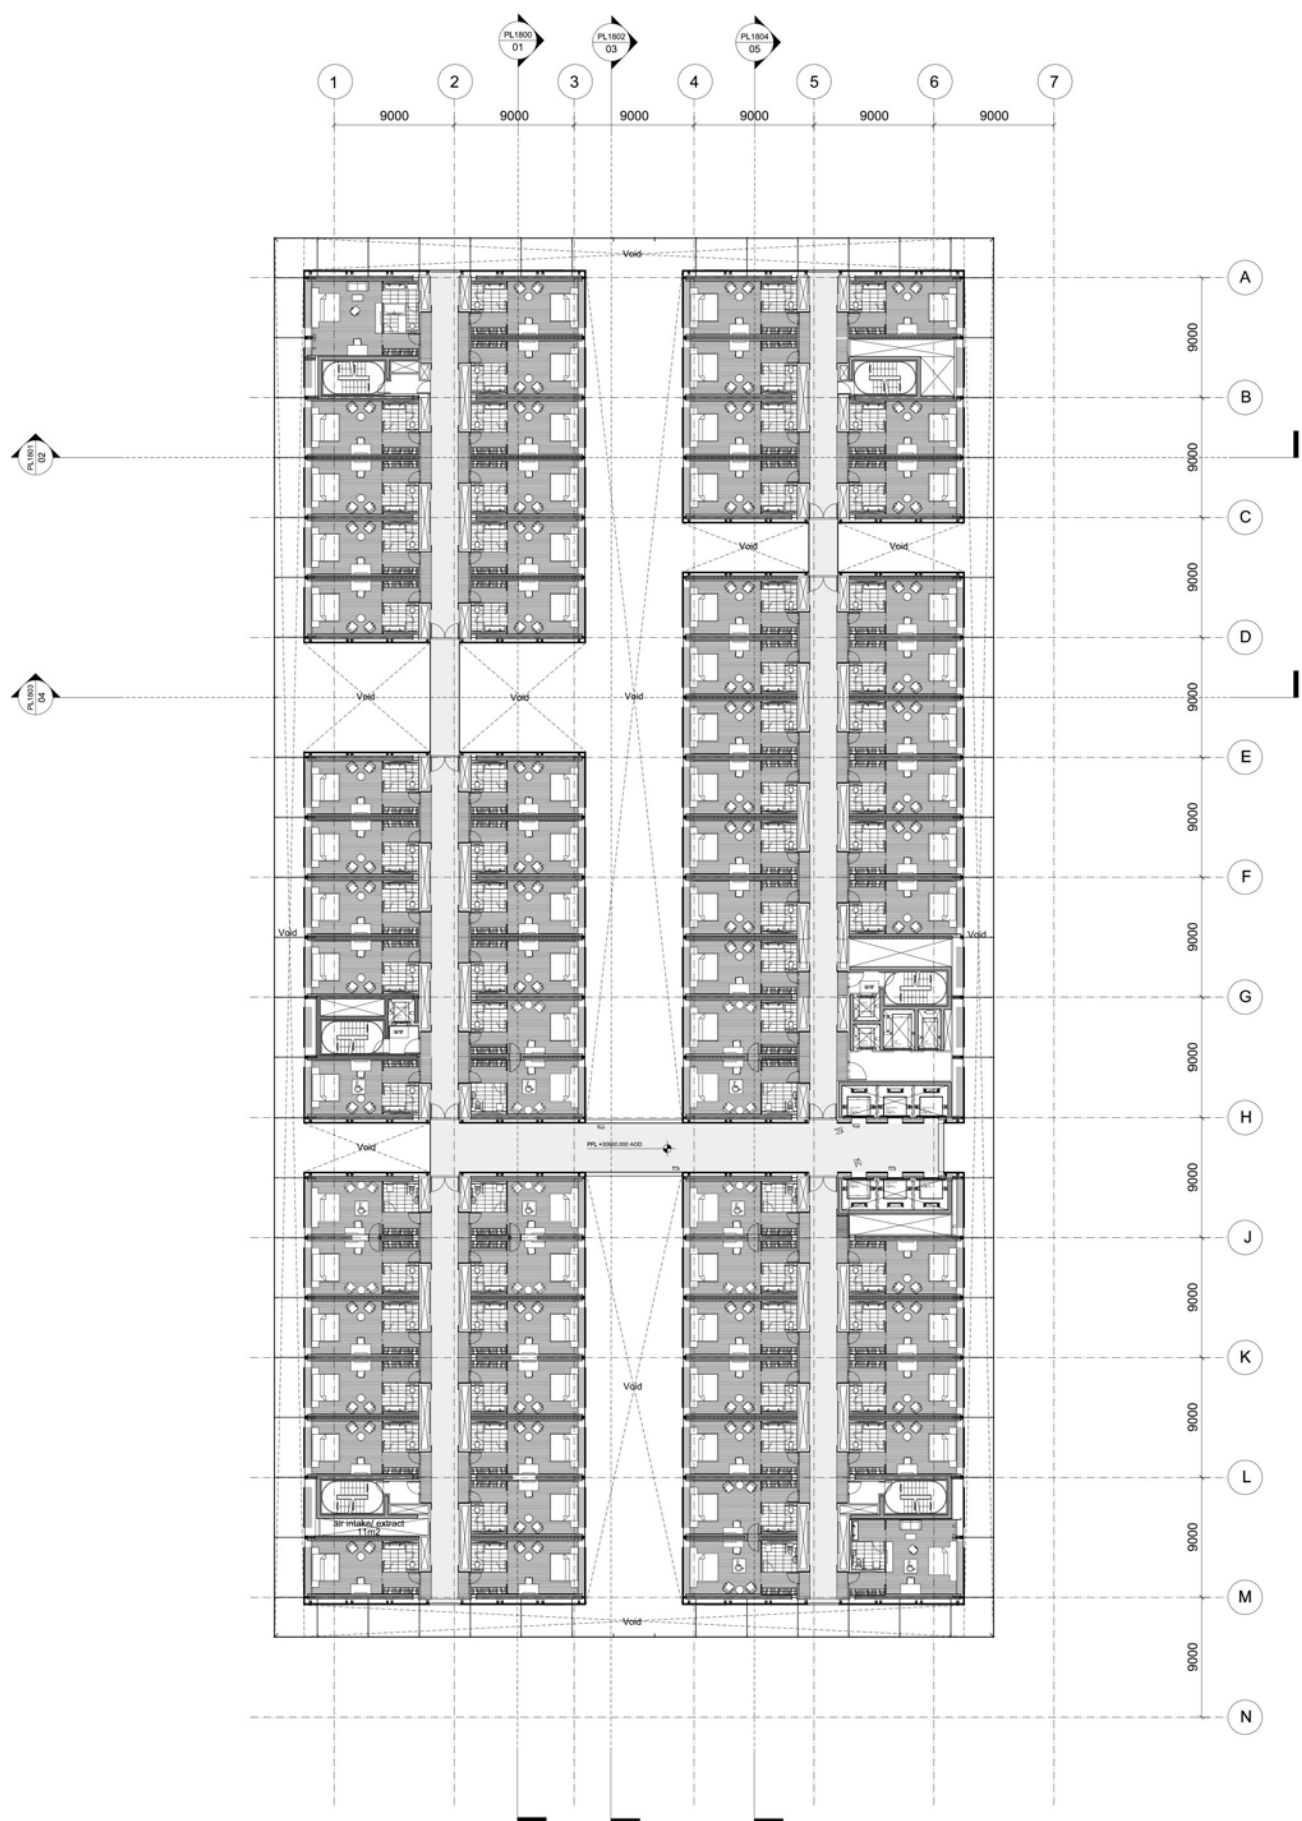 PL1800
01
PL1802
03
PL1804
05
1
2
3
4
5
6
7
9000
9000
9000
9000
9000
9000
Void
A
9000
B
PL1801
02
9000
C
Void
Void
9000
D
PL1803
04
Void
Void
Void
9000
E
9000
F
Void
Void
9000
G
9000
H
Void
9000
J
9000
K
Void
9000
L
air intake/ extract
11m2
9000
M
Void
9000
N